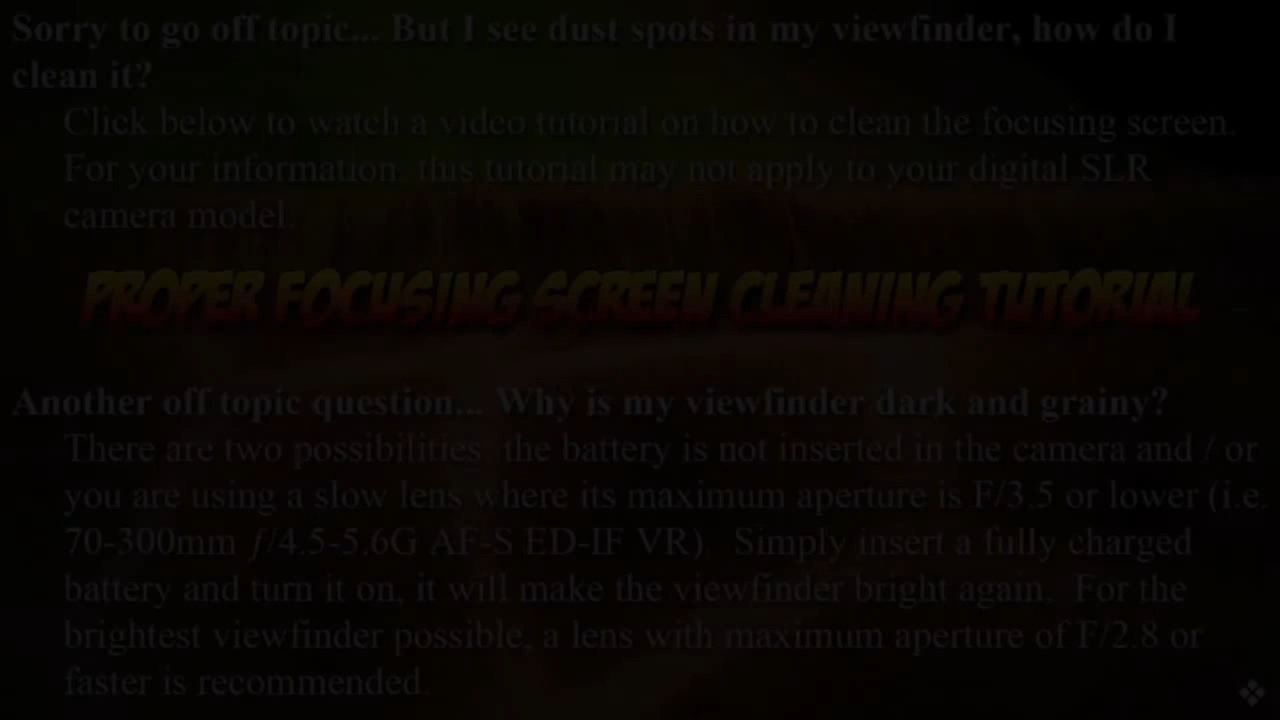 Sorry to go off topic... But I see dust spots in my viewfinder, how do I
clean it?
Click below to watch a video tutorial on how to clean the focusing screen.
For your information, this tutorial may not apply to your digital SLR
camera model.
PROPER FOCUSING SCREEN CLEANING TUTORIAL
Another off topic question... Why is my viewfinder dark and grainy?
There are two possibilities: the battery is not inserted in the camera and / or
you are using a slow lens where its maximum aperture is F/3.5 or lower (i.e.
70-300mm ƒ/4.5-5.6G AF-S ED-IF VR). Simply insert a fully charged
battery and turn it on, it will make the viewfinder bright again. For the
brightest viewfinder possible, a lens with maximum aperture of F/2.8 or
faster is recommended.